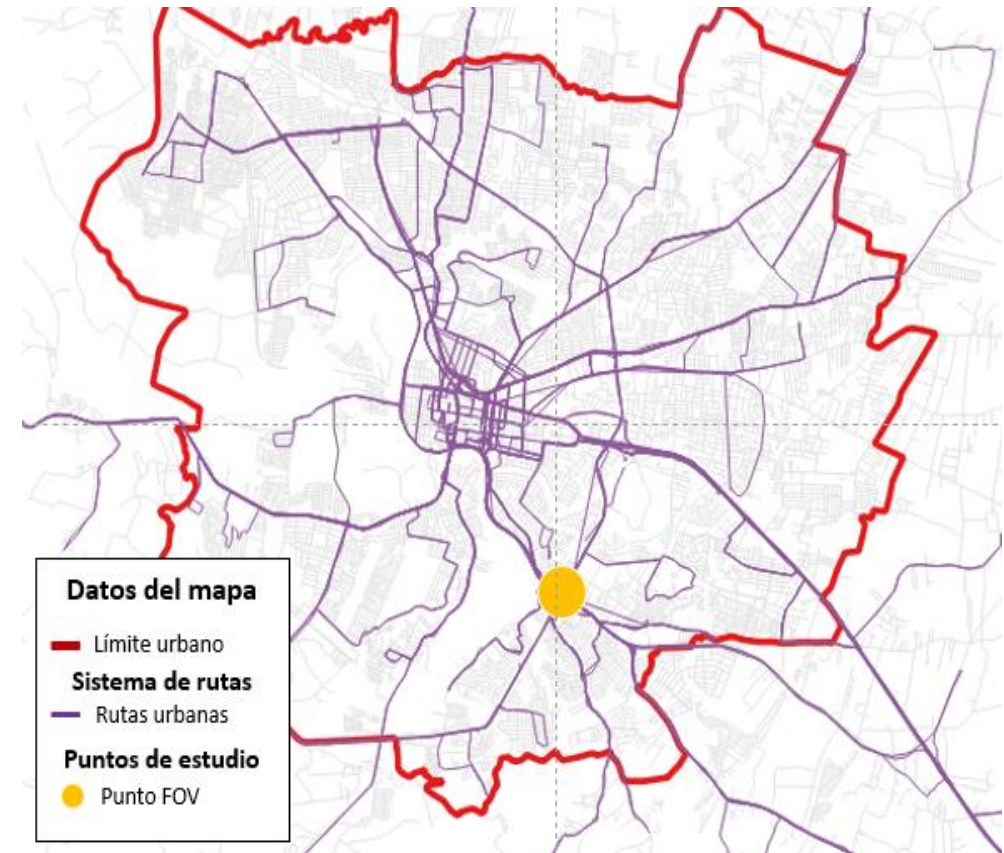 Datos del mapa
Límite urbano
Sistema de rutas
Rutas urbanas
Puntos de estudio
Punto FOV